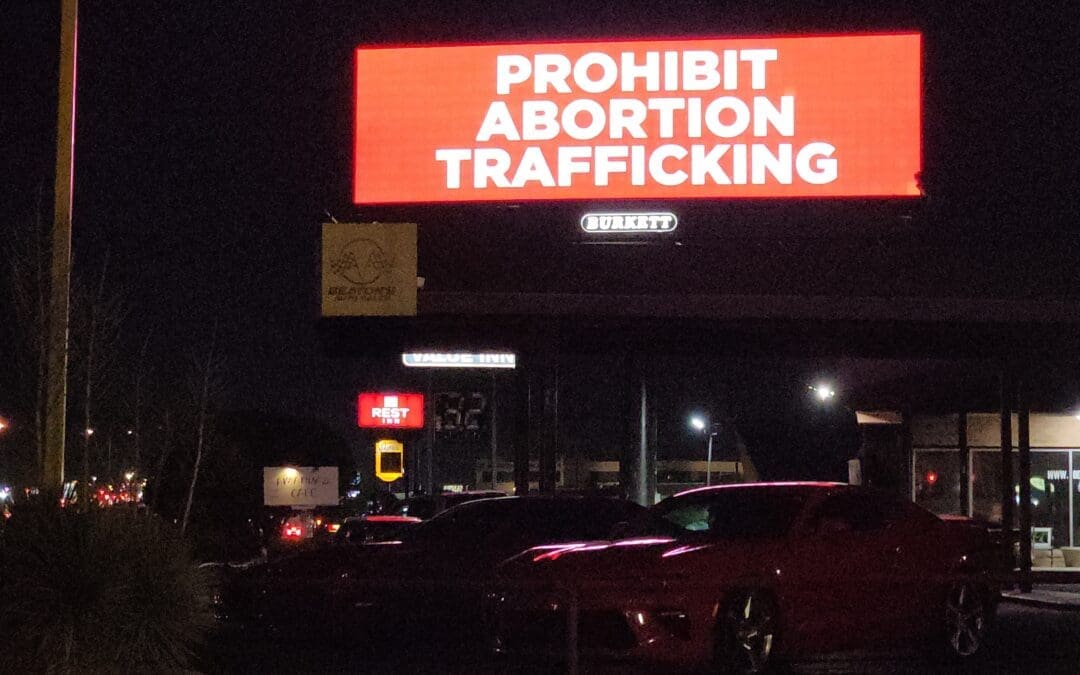 PROHIBIT
ABORTION
TRAFFICKING
BURKETT
VALUE INN
REST
INN